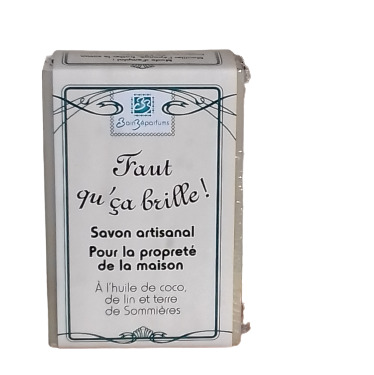 Bain Béparfums
Faut
qu'ça brille !
Savon artisanal
Pour la propreté
de la maison
À l'huile de coco,
de lin et terre
de Sommières